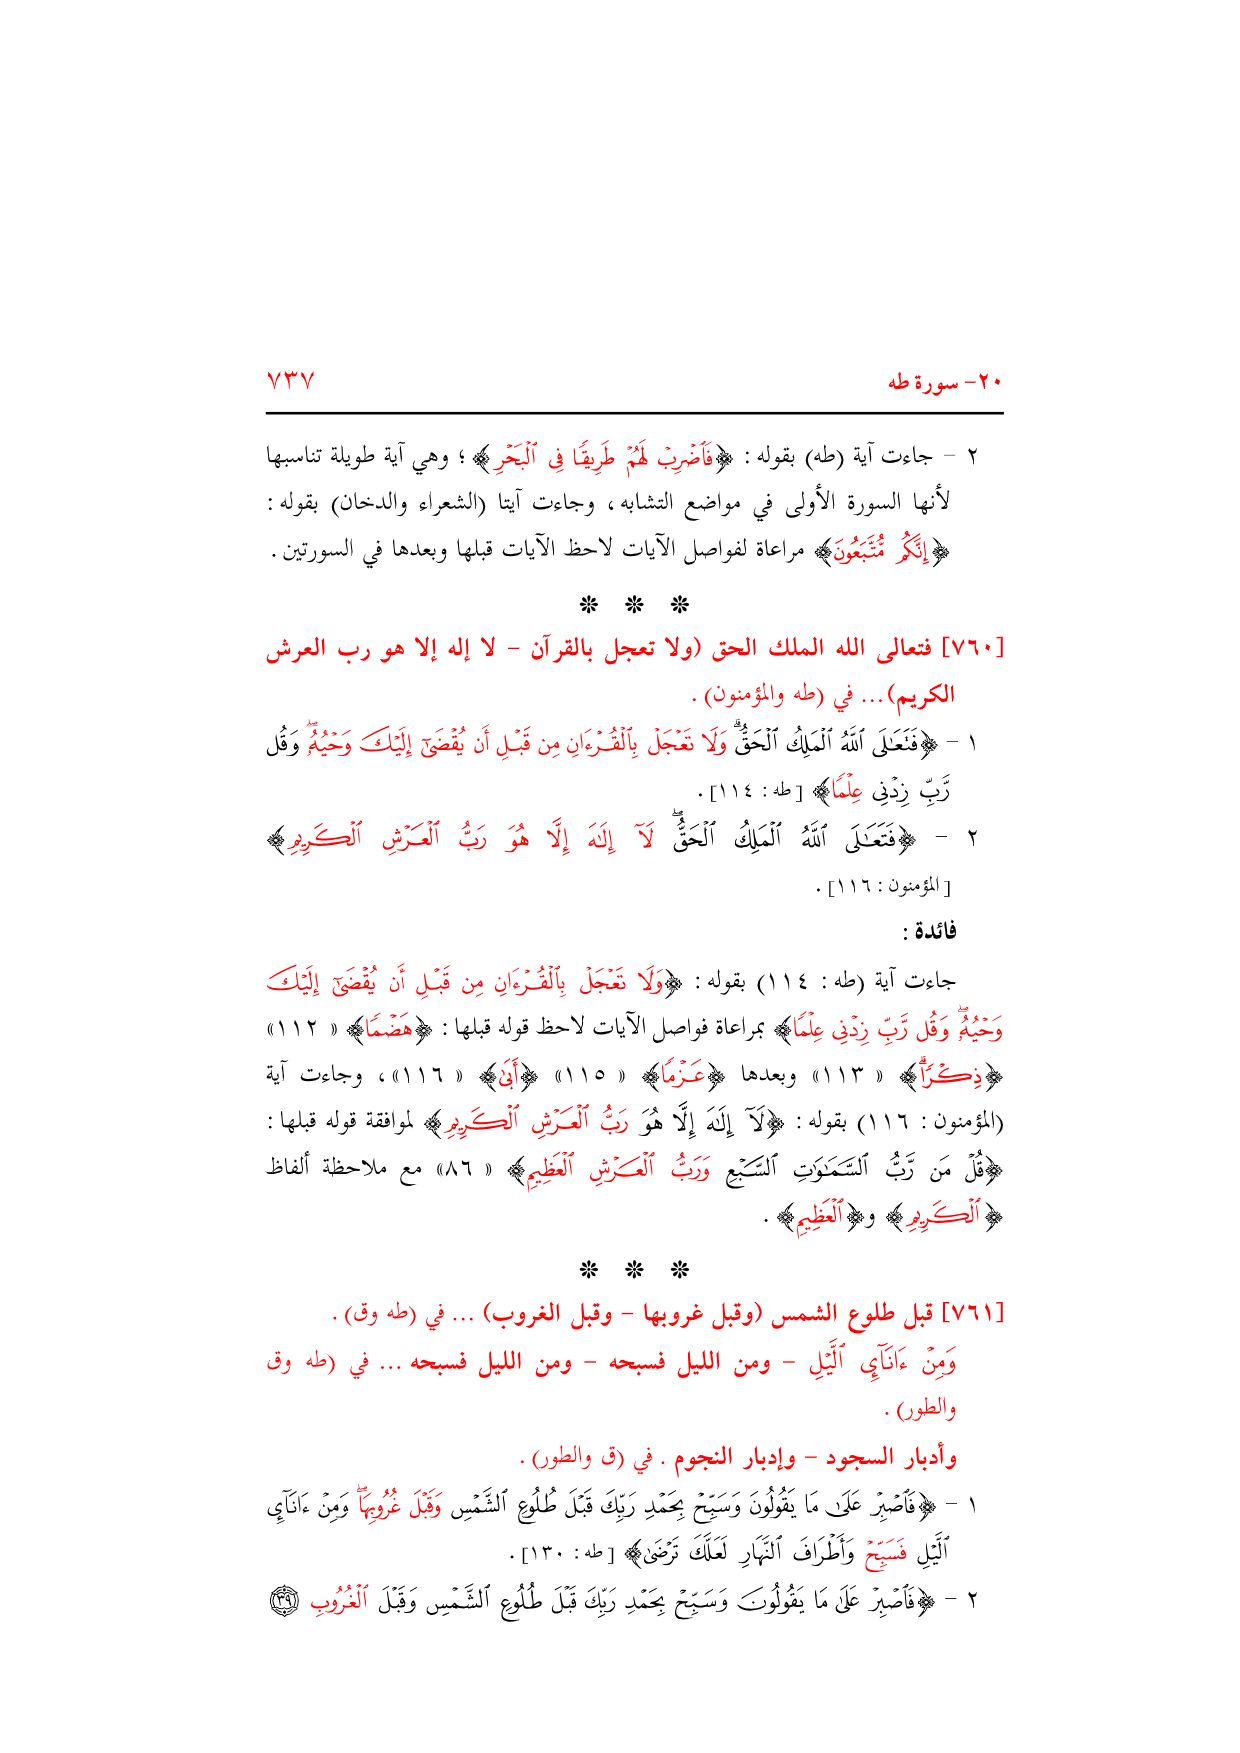 ٢٠- سورة طه ٧٣٧
٢ - جاءت آية (طه) بقوله: ﴿فَٱضْرِبْ لَهُمْ طَرِيقًا فِى ٱلْبَحْرِ﴾؛ وهي آية طويلة تناسبها
لأنها السورة الأولى في مواضع التشابه، وجاءت آيتا (الشعراء والدخان) بقوله:
﴿إِنَّكُم مُّتَّبَعُونَ﴾ مراعاة لفواصل الآيات لاحظ الآيات قبلها وبعدها في السورتين.
❊ ❊ ❊
[٧٦٠] فتعالى الله الملك الحق (ولا تعجل بالقرآن - لا إله إلا هو رب العرش
الكريم)... في (طه والمؤمنون).
١ - ﴿فَتَعَٰلَى ٱللَّهُ ٱلْمَلِكُ ٱلْحَقُّ ۗ وَلَا تَعْجَلْ بِٱلْقُرْءَانِ مِن قَبْلِ أَن يُقْضَىٰٓ إِلَيْكَ وَحْيُهُۥ ۖ وَقُل
رَّبِّ زِدْنِى عِلْمًا﴾ [طه: ١١٤].
٢ - ﴿فَتَعَٰلَى ٱللَّهُ ٱلْمَلِكُ ٱلْحَقُّ ۖ لَآ إِلَٰهَ إِلَّا هُوَ رَبُّ ٱلْعَرْشِ ٱلْكَرِيمِ﴾
[المؤمنون: ١١٦].
فائدة:
جاءت آية (طه: ١١٤) بقوله: ﴿وَلَا تَعْجَلْ بِٱلْقُرْءَانِ مِن قَبْلِ أَن يُقْضَىٰٓ إِلَيْكَ
وَحْيُهُۥ ۖ وَقُل رَّبِّ زِدْنِى عِلْمًا﴾ بمراعاة فواصل الآيات لاحظ قوله قبلها: ﴿هَضْمًا﴾ «١١٢»
﴿ذِكْرًا﴾ «١١٣» وبعدها ﴿عَزْمًا﴾ «١١٥» ﴿أَبَىٰ﴾ «١١٦»، وجاءت آية
(المؤمنون: ١١٦) بقوله: ﴿لَآ إِلَٰهَ إِلَّا هُوَ رَبُّ ٱلْعَرْشِ ٱلْكَرِيمِ﴾ لموافقة قوله قبلها:
﴿قُلْ مَن رَّبُّ ٱلسَّمَٰوَٰتِ ٱلسَّبْعِ وَرَبُّ ٱلْعَرْشِ ٱلْعَظِيمِ﴾ «٨٦» مع ملاحظة ألفاظ
﴿ٱلْكَرِيمِ﴾ و﴿ٱلْعَظِيمِ﴾.
❊ ❊ ❊
[٧٦١] قبل طلوع الشمس (وقبل غروبها - وقبل الغروب) ... في (طه وق).
وَمِنْ ءَانَآئِ ٱلَّيْلِ - ومن الليل فسبحه - ومن الليل فسبحه ... في (طه وق
والطور).
وأدبار السجود - وإدبار النجوم. في (ق والطور).
١ - ﴿فَٱصْبِرْ عَلَىٰ مَا يَقُولُونَ وَسَبِّحْ بِحَمْدِ رَبِّكَ قَبْلَ طُلُوعِ ٱلشَّمْسِ وَقَبْلَ غُرُوبِهَا ۖ وَمِنْ ءَانَآئِ
ٱلَّيْلِ فَسَبِّحْ وَأَطْرَافَ ٱلنَّهَارِ لَعَلَّكَ تَرْضَىٰ﴾ [طه: ١٣٠].
٢ - ﴿فَٱصْبِرْ عَلَىٰ مَا يَقُولُونَ وَسَبِّحْ بِحَمْدِ رَبِّكَ قَبْلَ طُلُوعِ ٱلشَّمْسِ وَقَبْلَ ٱلْغُرُوبِ ٣٩